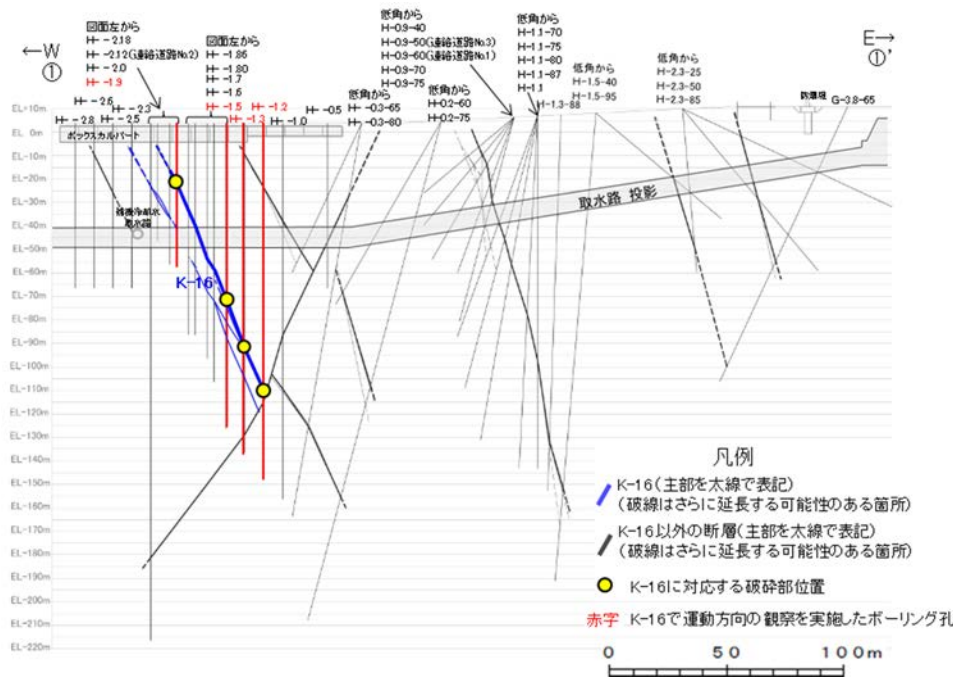 ←W
①
E→
①'
図面左から
H- -2.18
H- -2.12(連絡道路No.2)
H- -2.0
H- -1.9
H- -2.6
H- -2.3
H- -2.8
H- -2.5
図面左から
H- -1.85
H- -1.80
H- -1.7
H- -1.6
H- -1.5
H- -1.3
H- -1.2
H- -1.0
H- -0.5
低角から
H--0.3-65
H--0.3-80
低角から
H-0.2-60
H-0.2-75
低角から
H-0.9-40
H-0.9-50(連絡道路No.3)
H-0.9-60(連絡道路No.1)
H-0.9-70
H-0.9-75
低角から
H-1.1-70
H-1.1-75
H-1.1-80
H-1.1-87
H-1.1
H-1.3-88
低角から
H-1.5-40
H-1.5-95
低角から
H-2.3-25
H-2.3-50
H-2.3-85
防潮堤
G-3.8-65
EL+10m
EL 0m
EL-10m
EL-20m
EL-30m
EL-40m
EL-50m
EL-60m
EL-70m
EL-80m
EL-90m
EL-100m
EL-110m
EL-120m
EL-130m
EL-140m
EL-150m
EL-160m
EL-170m
EL-180m
EL-190m
EL-200m
EL-210m
EL-220m
ボックスカルバート
補機冷却水
取水路
取水路 投影
K-16
凡例
K-16(主部を太線で表記)
(破線はさらに延長する可能性のある箇所)
K-16以外の断層(主部を太線で表記)
(破線はさらに延長する可能性のある箇所)
K-16に対応する破砕部位置
赤字 K-16で運動方向の観察を実施したボーリング孔
0 50 100m